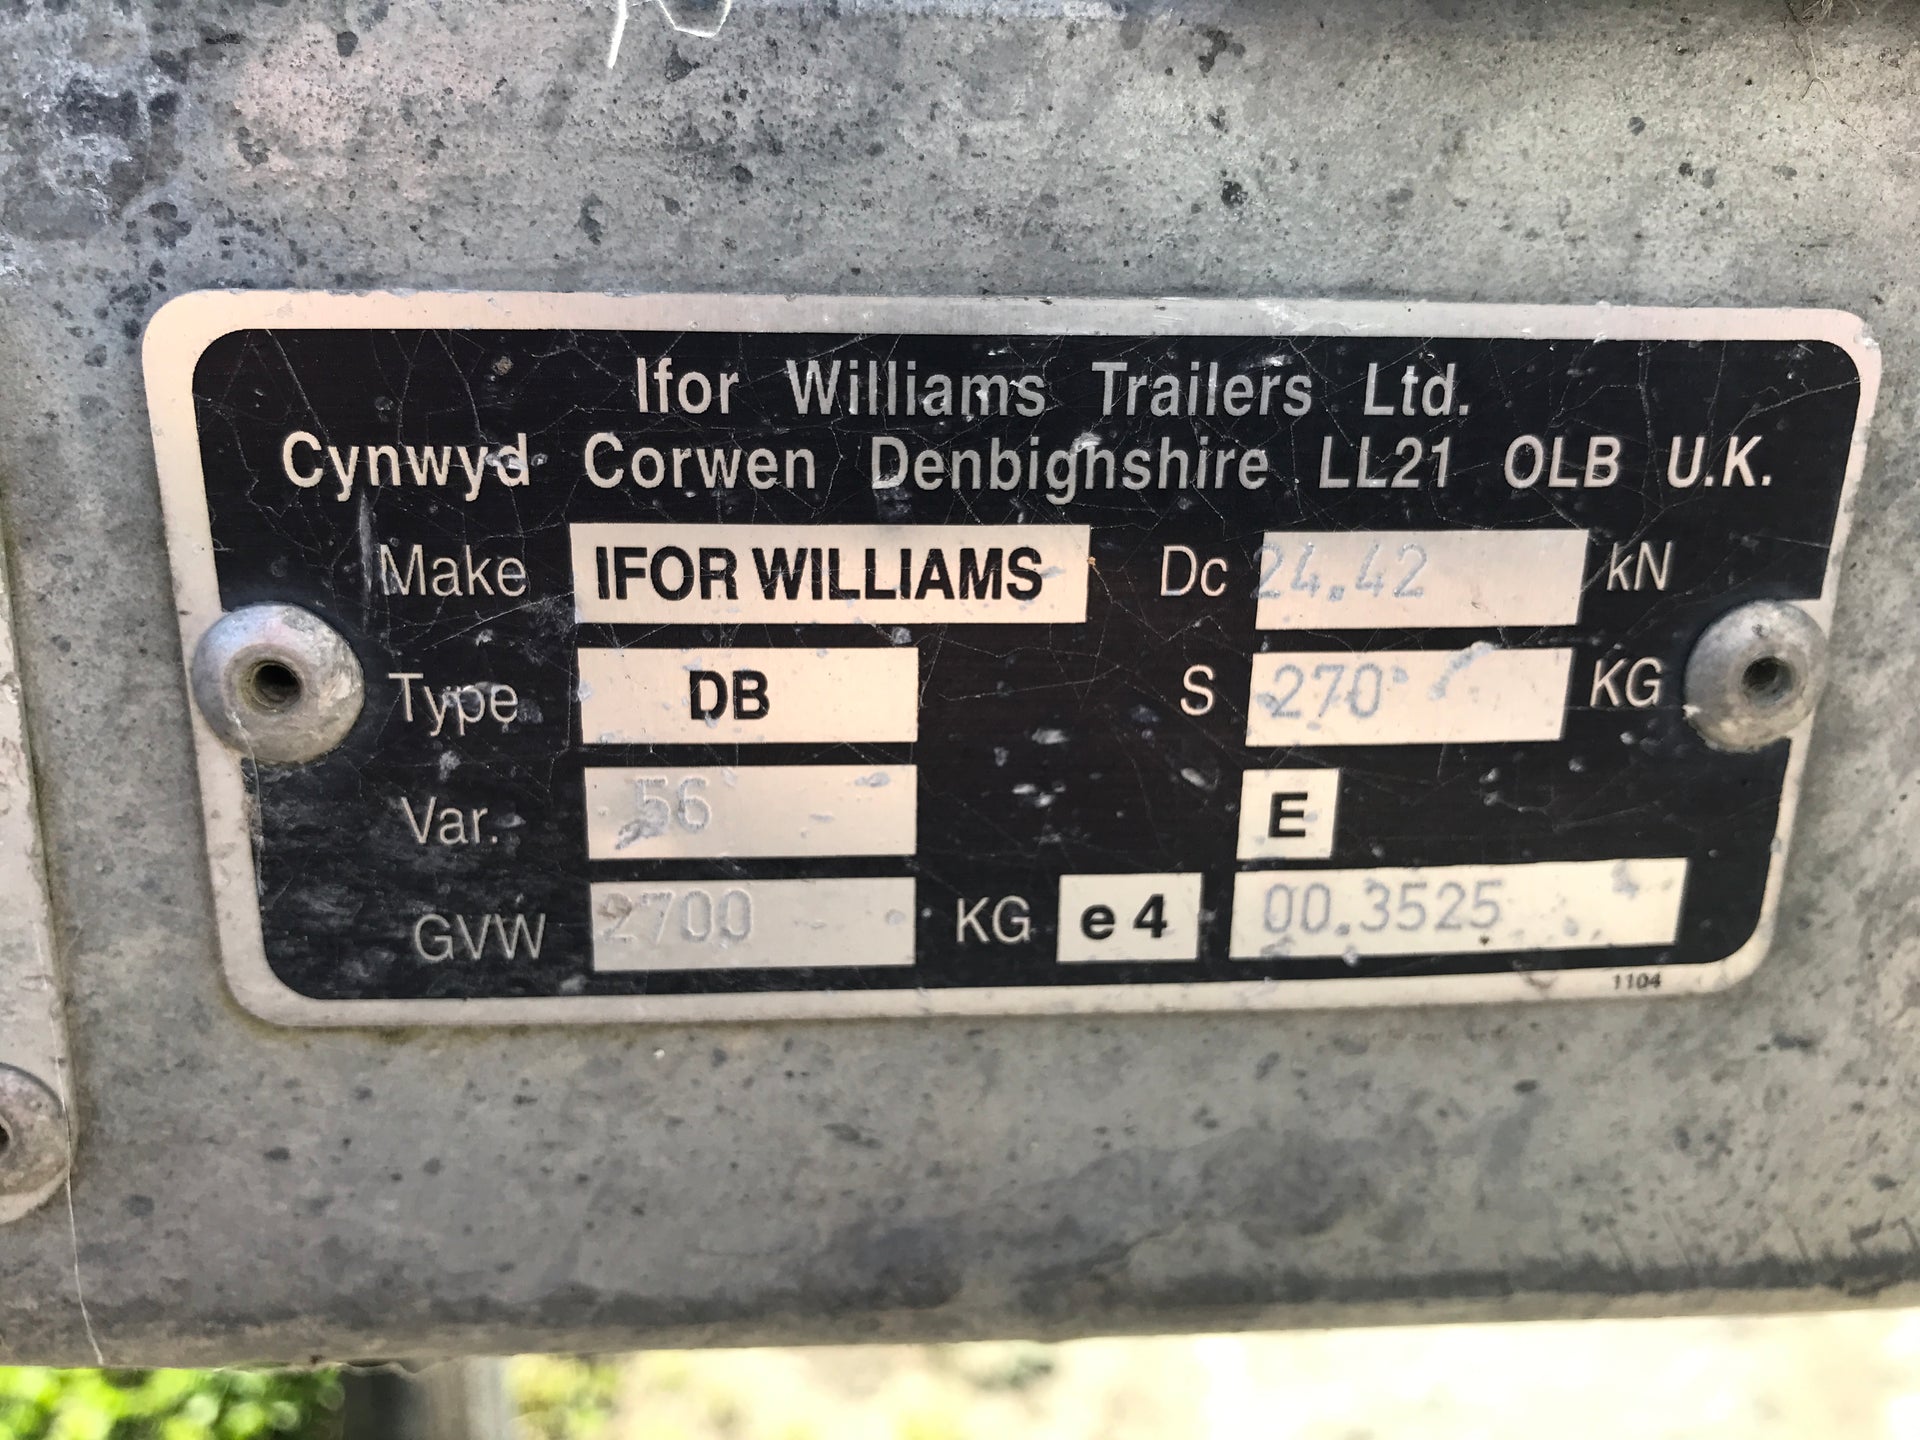 Ifor Williams Trailers Ltd.
Cynwyd Corwen Denbighshire LL21 OLB U.K.
Make IFOR WILLIAMS Dc 24.42 kN
Type DB S 270 KG
Var. 56 E
GVW 2700 KG e4 00.3525
1104